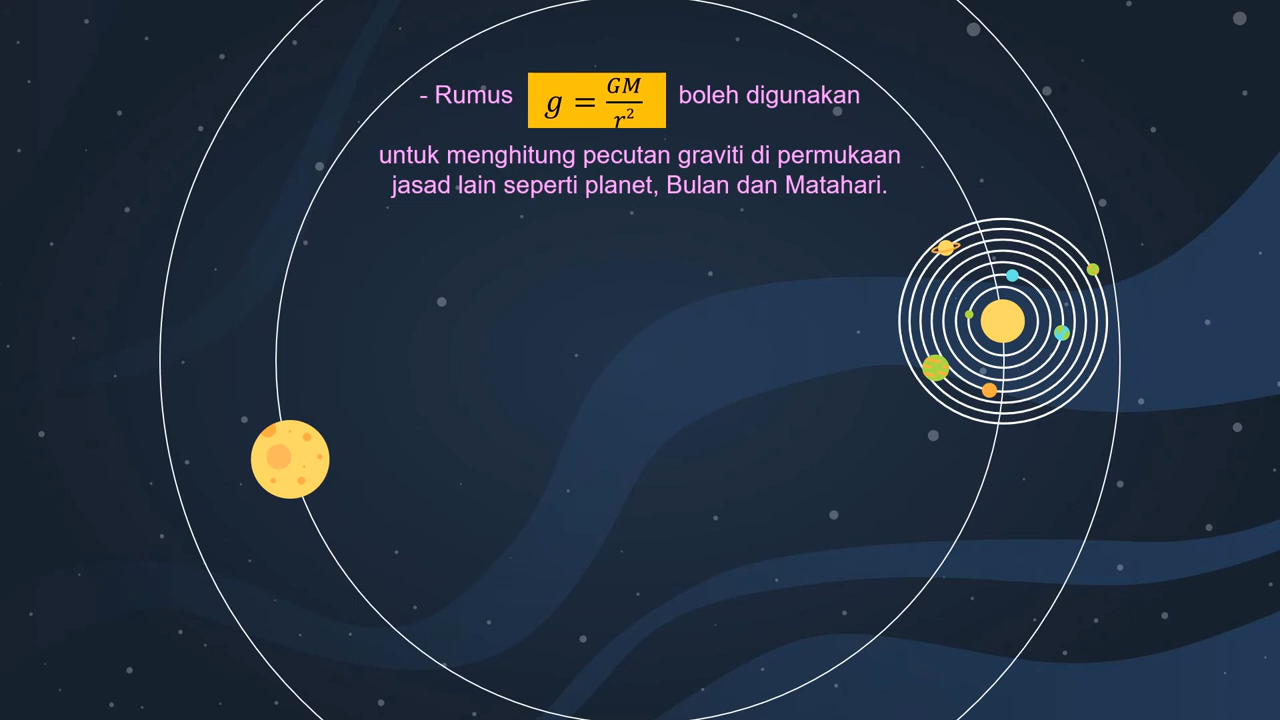 - Rumus g = GM/r² boleh digunakan
untuk menghitung pecutan graviti di permukaan
jasad lain seperti planet, Bulan dan Matahari.